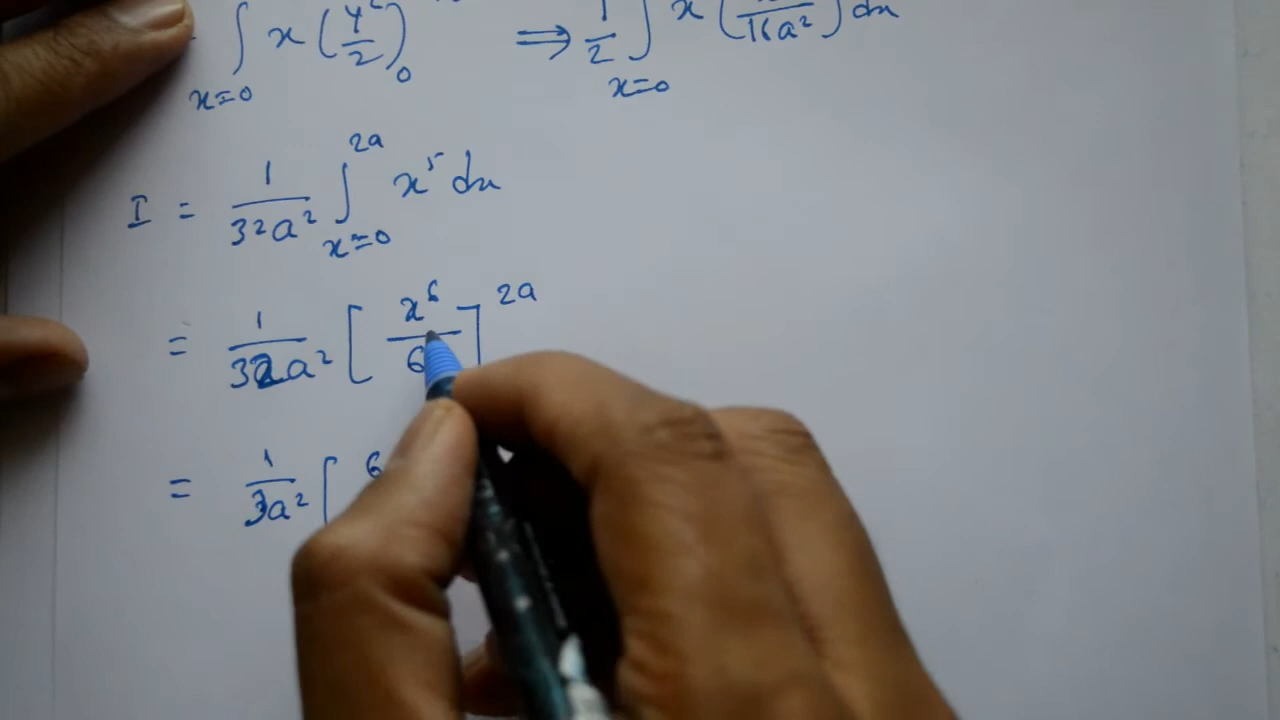 ∫ x (y²/2)₀ x=0 ⟹ 1/2 ∫ x=0 x ( /16a²) dx
I = 1/32a² ∫ x=0 2a x⁵ dx
= 1/32a² [ x⁶/6 ] 2a
= 1/3a² [ 6